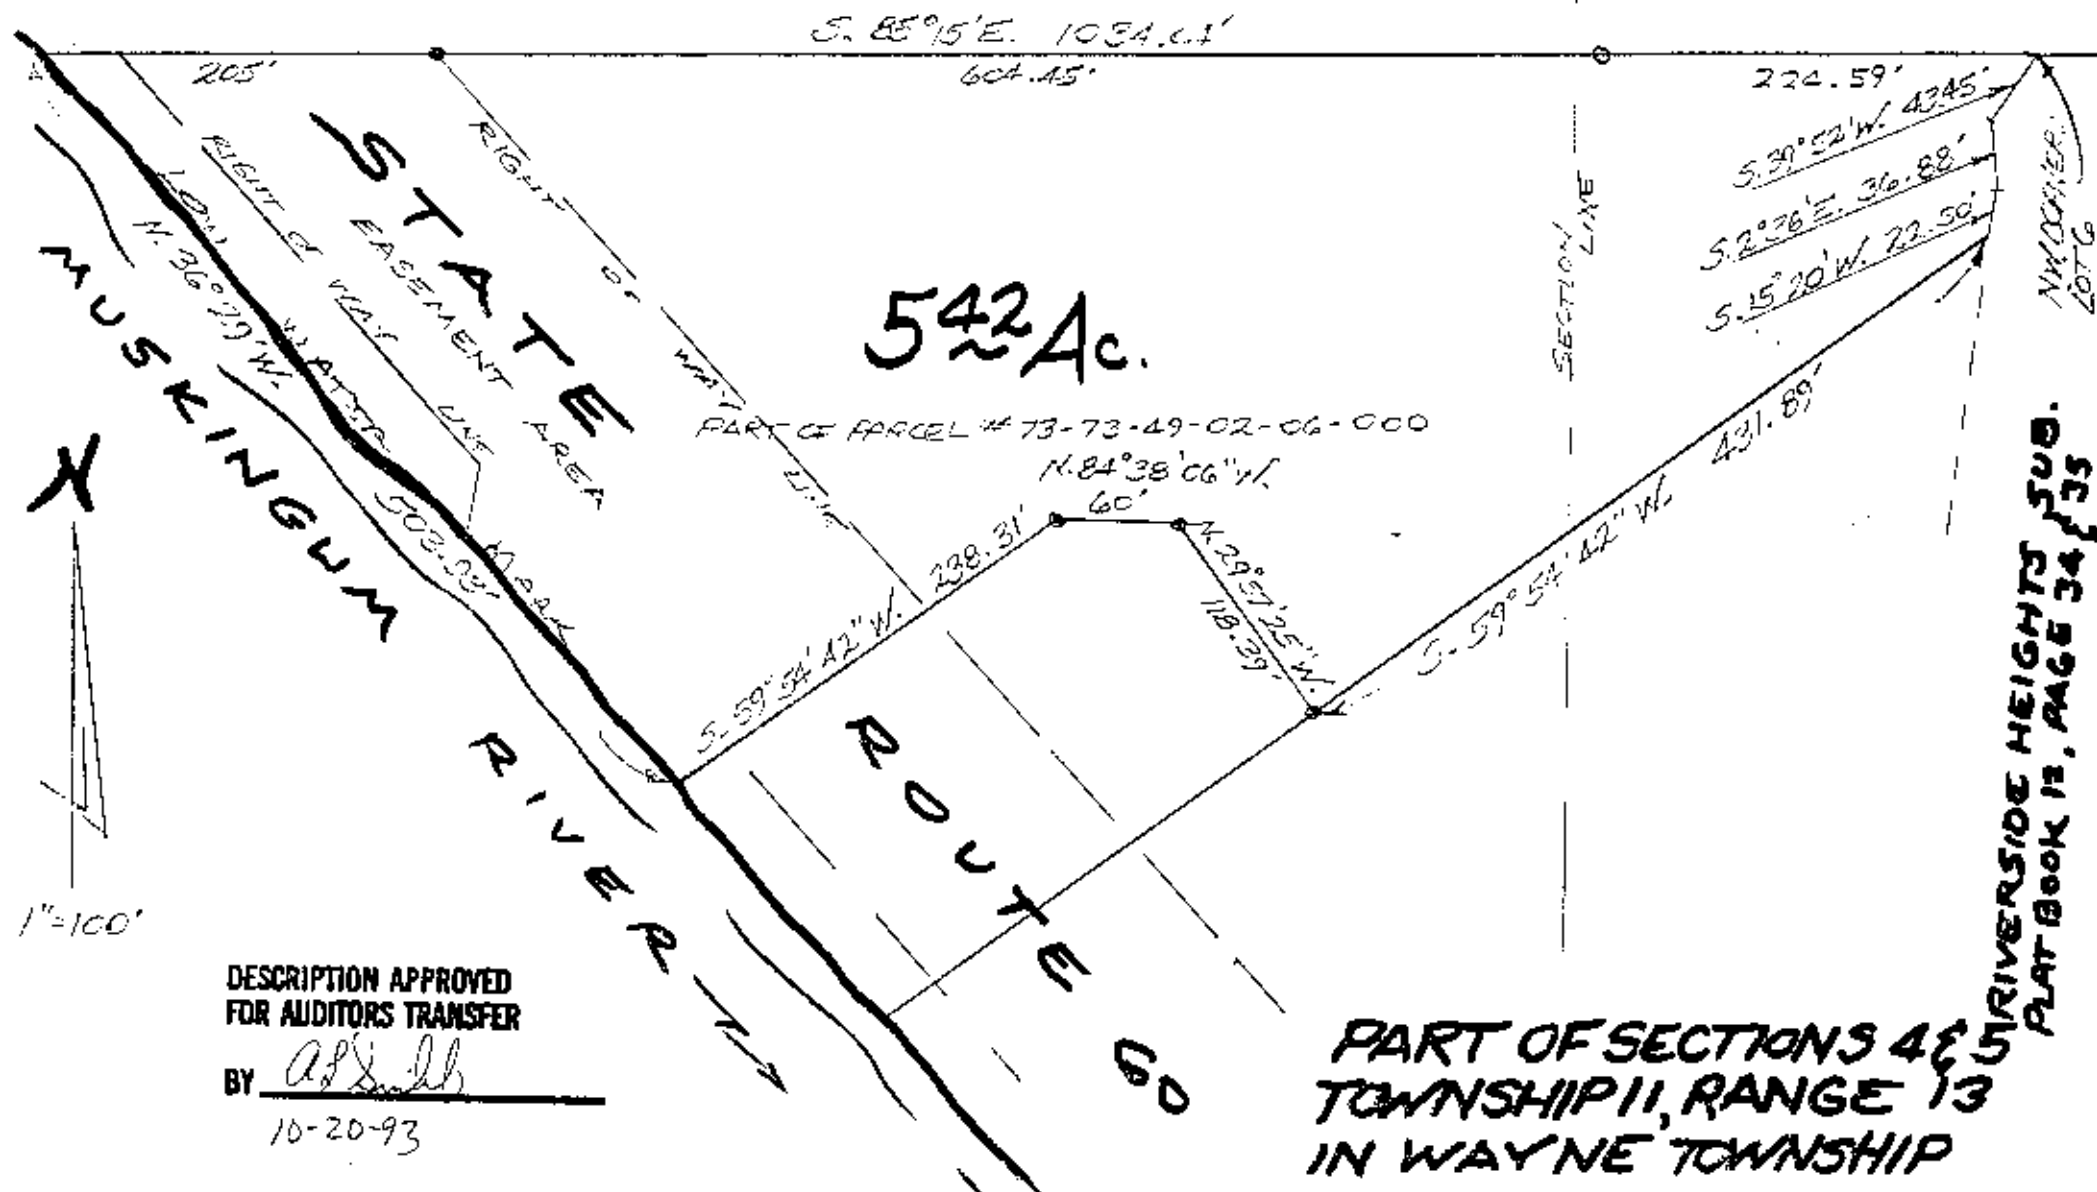 S. 85°15'E. 1034.
205'
604.45'
224.59'
S.39°52'W. 43.45'
S.2°36'E. 36.88'
S.15°20'W. 22.50'
NW CORNER
LOT 6
RIGHT OF WAY LINE
STATE
EASEMENT AREA
RIGHT OF WAY LINE
SECTION LINE
LOW WATER MARK
N. 36°29'W.
MUSKINGUM
5 42 Ac.
PART OF PARCEL # 73-73-49-02-06-000
N. 84°38'06"W.
60'
238.31'
S. 59°54'42"W.
N. 29°57'25"W.
118.39'
431.89'
S. 59°54'42"W.
N
1"=100'
RIVER
ROUTE
60
RIVERSIDE HEIGHTS SUB.
PLAT BOOK 12, PAGE 34 & 35
DESCRIPTION APPROVED
FOR AUDITORS TRANSFER
BY
10-20-93
PART OF SECTIONS 4 & 5
TOWNSHIP 11, RANGE 13
IN WAYNE TOWNSHIP